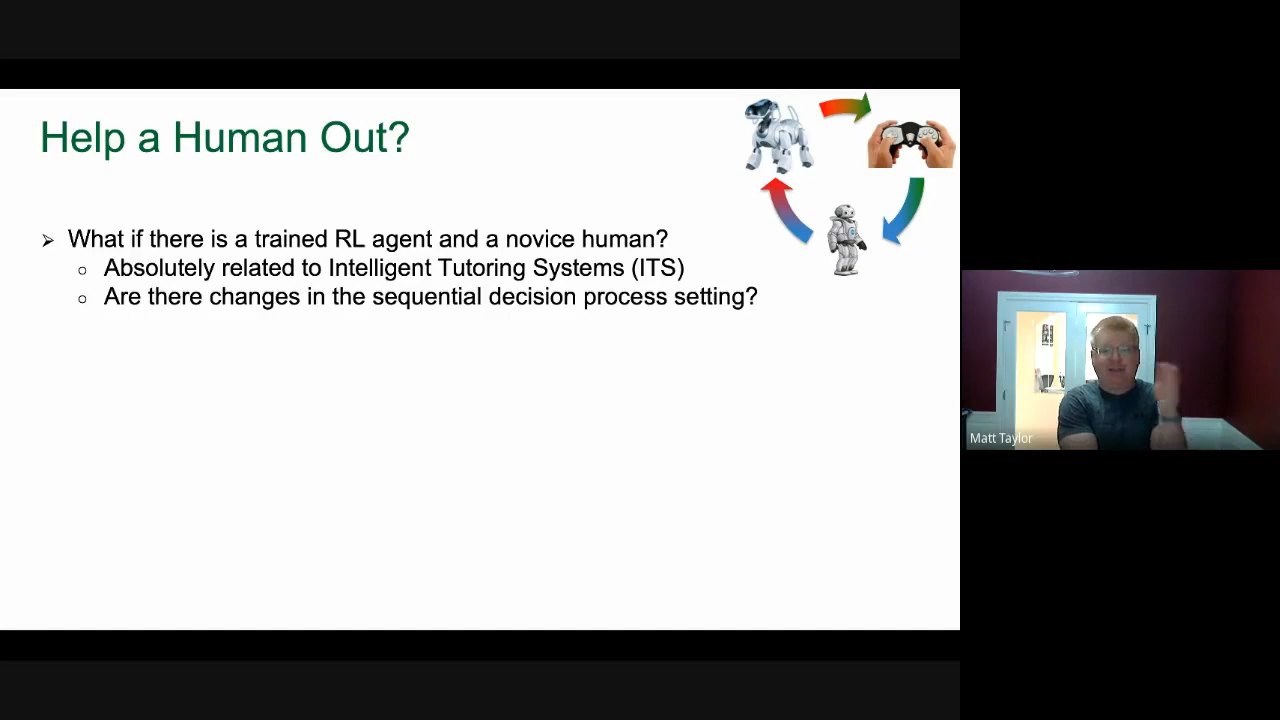 Help a Human Out?
What if there is a trained RL agent and a novice human?
Absolutely related to Intelligent Tutoring Systems (ITS)
Are there changes in the sequential decision process setting?
Matt Taylor